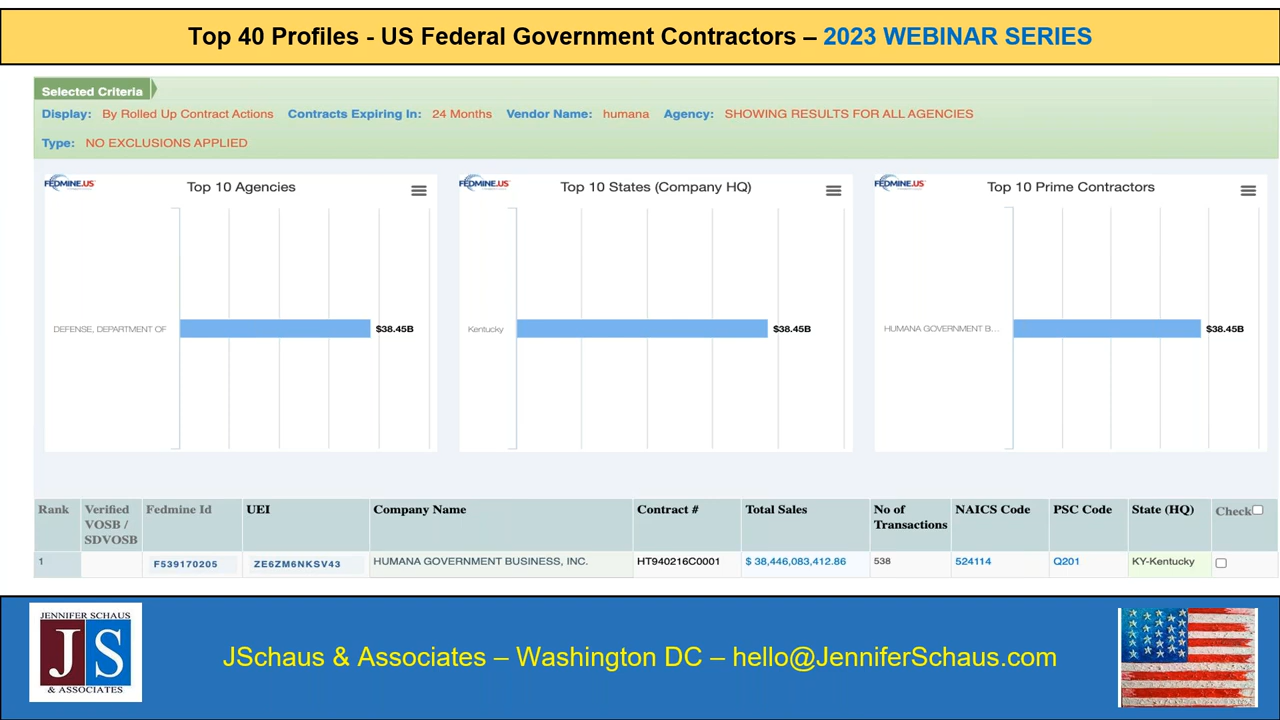 Top 40 Profiles - US Federal Government Contractors – 2023 WEBINAR SERIES
Selected Criteria
Display: By Rolled Up Contract Actions Contracts Expiring In: 24 Months Vendor Name: humana Agency: SHOWING RESULTS FOR ALL AGENCIES
Type: NO EXCLUSIONS APPLIED
FEDMINE.US
Top 10 Agencies
DEFENSE, DEPARTMENT OF
$38.45B
FEDMINE.US
Top 10 States (Company HQ)
Kentucky
$38.45B
FEDMINE.US
Top 10 Prime Contractors
HUMANA GOVERNMENT B...
$38.45B
Rank Verified Fedmine Id UEI Company Name Contract # Total Sales No of NAICS Code PSC Code State (HQ) Check
VOSB / Transactions
SDVOSB
1 F539170205 ZE6ZM6NKSV43 HUMANA GOVERNMENT BUSINESS, INC. HT940216C0001 $ 38,446,083,412.86 538 524114 Q201 KY-Kentucky
JENNIFER SCHAUS
JS
& ASSOCIATES
JSchaus & Associates – Washington DC – hello@JenniferSchaus.com